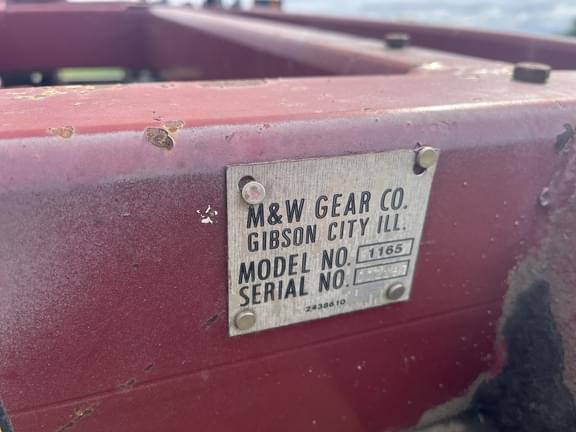 M&W GEAR CO.
GIBSON CITY ILL.
MODEL NO. 1165
SERIAL NO.
2438610